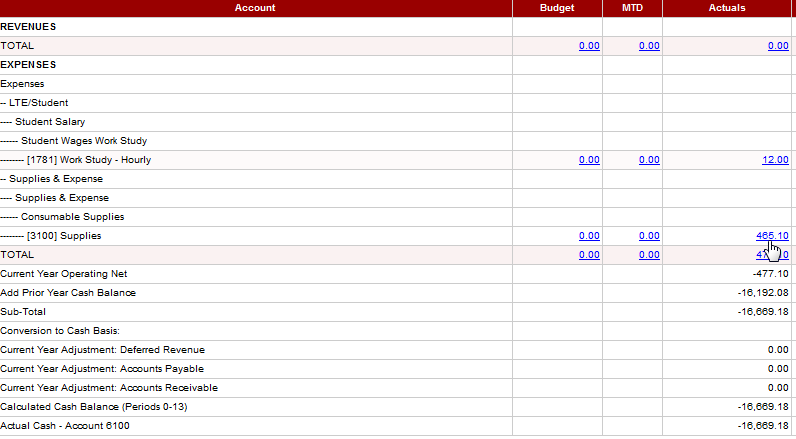 Account Budget MTD Actuals
REVENUES
TOTAL 0.00 0.00 0.00
EXPENSES
Expenses
-- LTE/Student
---- Student Salary
------ Student Wages Work Study
-------- [1781] Work Study - Hourly 0.00 0.00 12.00
-- Supplies & Expense
---- Supplies & Expense
------ Consumable Supplies
-------- [3100] Supplies 0.00 0.00 465.10
TOTAL 0.00 0.00
Current Year Operating Net -477.10
Add Prior Year Cash Balance -16,192.08
Sub-Total -16,669.18
Conversion to Cash Basis:
Current Year Adjustment: Deferred Revenue 0.00
Current Year Adjustment: Accounts Payable 0.00
Current Year Adjustment: Accounts Receivable 0.00
Calculated Cash Balance (Periods 0-13) -16,669.18
Actual Cash - Account 6100 -16,669.18